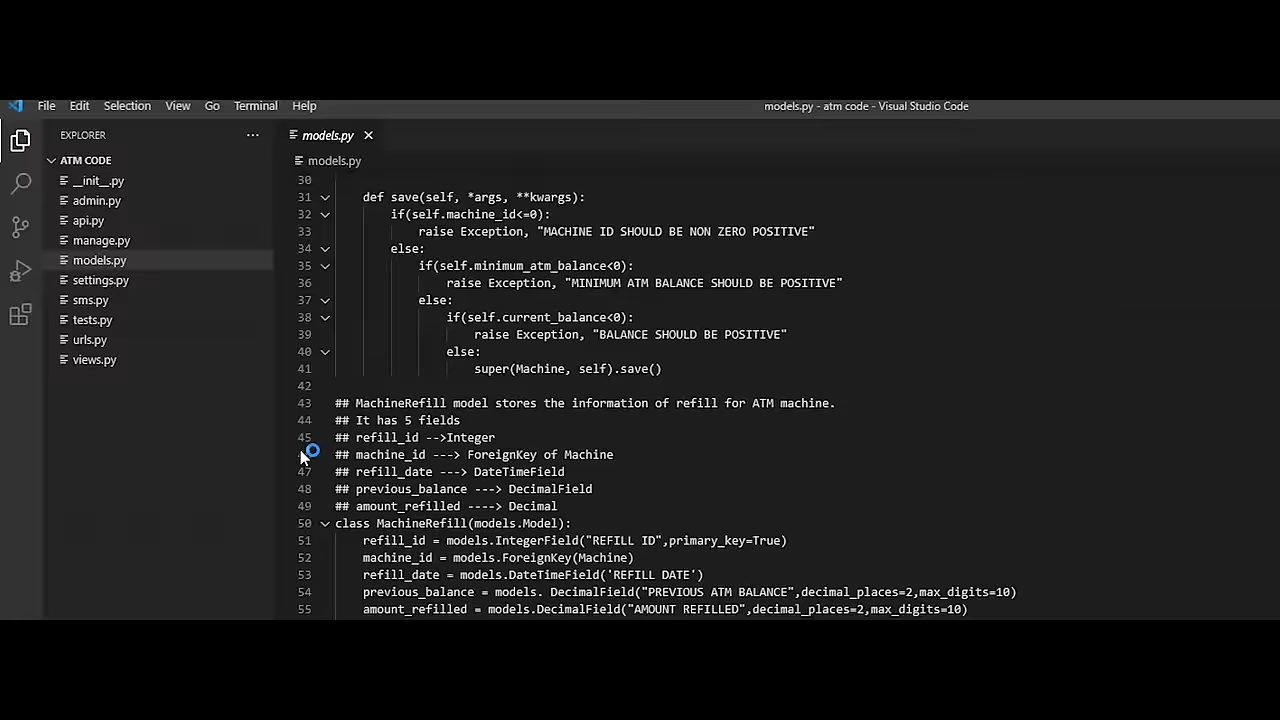 File Edit Selection View Go Terminal Help
models.py - atm code - Visual Studio Code
EXPLORER ...
ATM CODE
__init__.py
admin.py
api.py
manage.py
models.py
settings.py
sms.py
tests.py
urls.py
views.py
models.py
models.py
30
31 def save(self, *args, **kwargs):
32 if(self.machine_id<=0):
33 raise Exception, "MACHINE ID SHOULD BE NON ZERO POSITIVE"
34 else:
35 if(self.minimum_atm_balance<0):
36 raise Exception, "MINIMUM ATM BALANCE SHOULD BE POSITIVE"
37 else:
38 if(self.current_balance<0):
39 raise Exception, "BALANCE SHOULD BE POSITIVE"
40 else:
41 super(Machine, self).save()
42
43 ## MachineRefill model stores the information of refill for ATM machine.
44 ## It has 5 fields
45 ## refill_id -->Integer
## machine_id ---> ForeignKey of Machine
47 ## refill_date ---> DateTimeField
48 ## previous_balance ---> DecimalField
49 ## amount_refilled ----> Decimal
50 class MachineRefill(models.Model):
51 refill_id = models.IntegerField("REFILL ID",primary_key=True)
52 machine_id = models.ForeignKey(Machine)
53 refill_date = models.DateTimeField('REFILL DATE')
54 previous_balance = models. DecimalField("PREVIOUS ATM BALANCE",decimal_places=2,max_digits=10)
55 amount_refilled = models.DecimalField("AMOUNT REFILLED",decimal_places=2,max_digits=10)